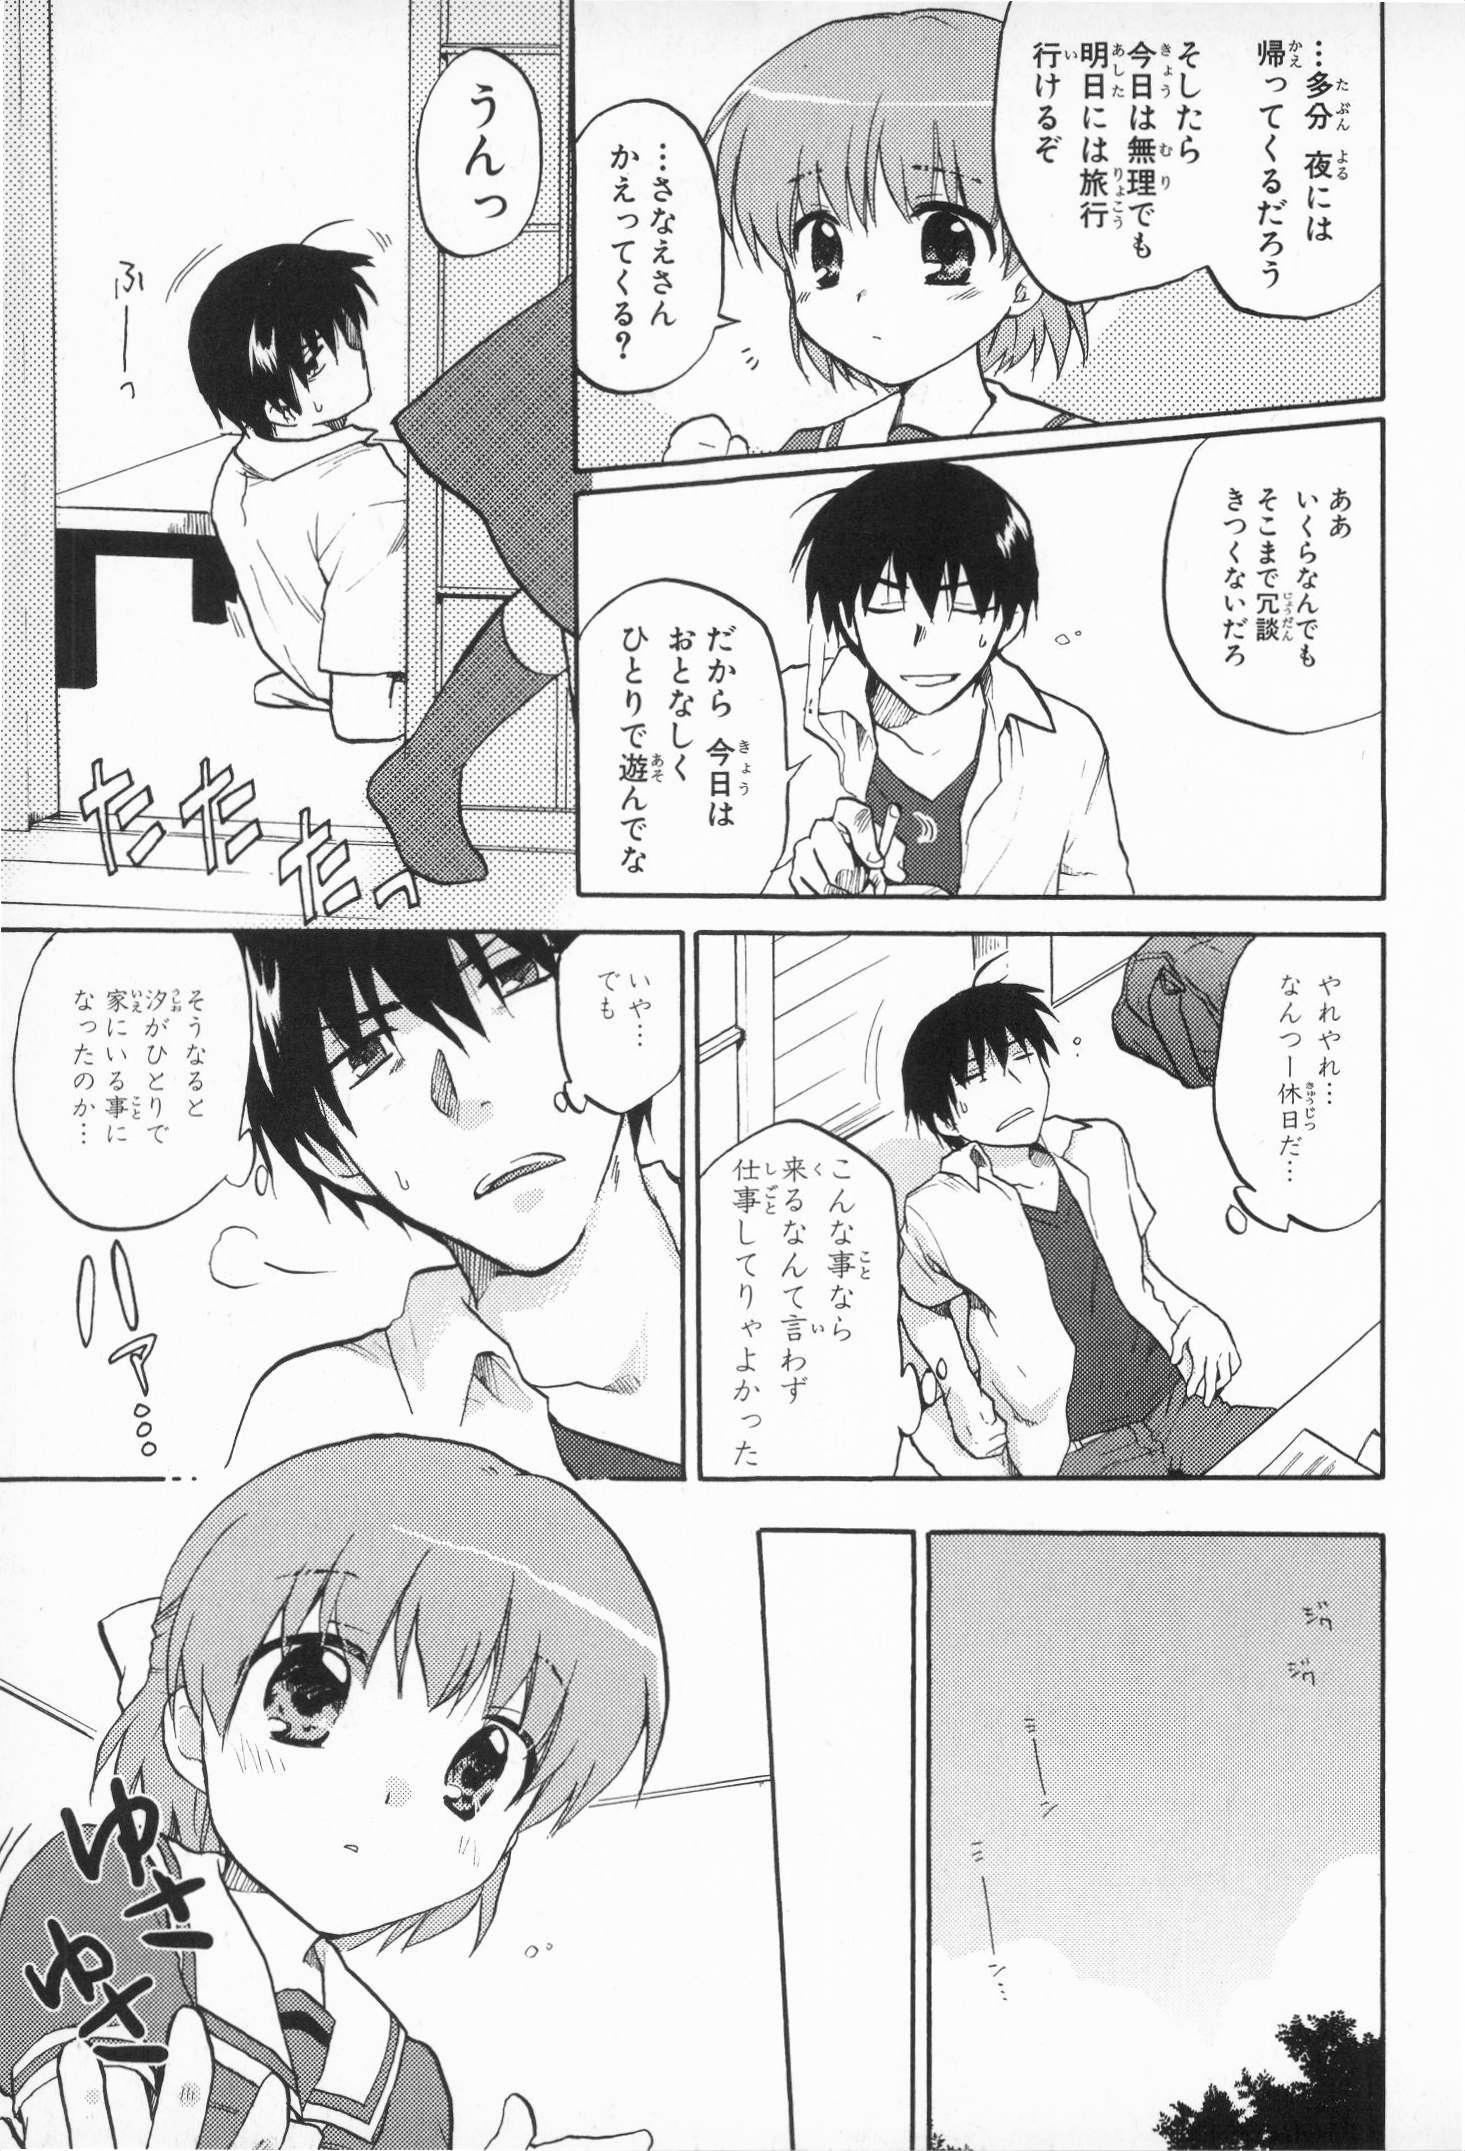 …多分 夜には
帰ってくるだろう
そしたら
今日は無理でも
明日には旅行
行けるぞ
…さなえさん
かえってくる?
ああ
いくらなんでも
そこまで冗談
きつくないだろ
だから 今日は
おとなしく
ひとりで遊んでな
うんっ
ふーっ
たたたっ
やれやれ…
なんつー休日だ…
こんな事なら
来るなんて言わず
仕事してりゃよかった
いや…
でも
そうなると
汐がひとりで
家にいる事に
なったのか…
ハァ…
ジワ
ジワ
ミーン
ミーン…
ゆさ
ゆさ